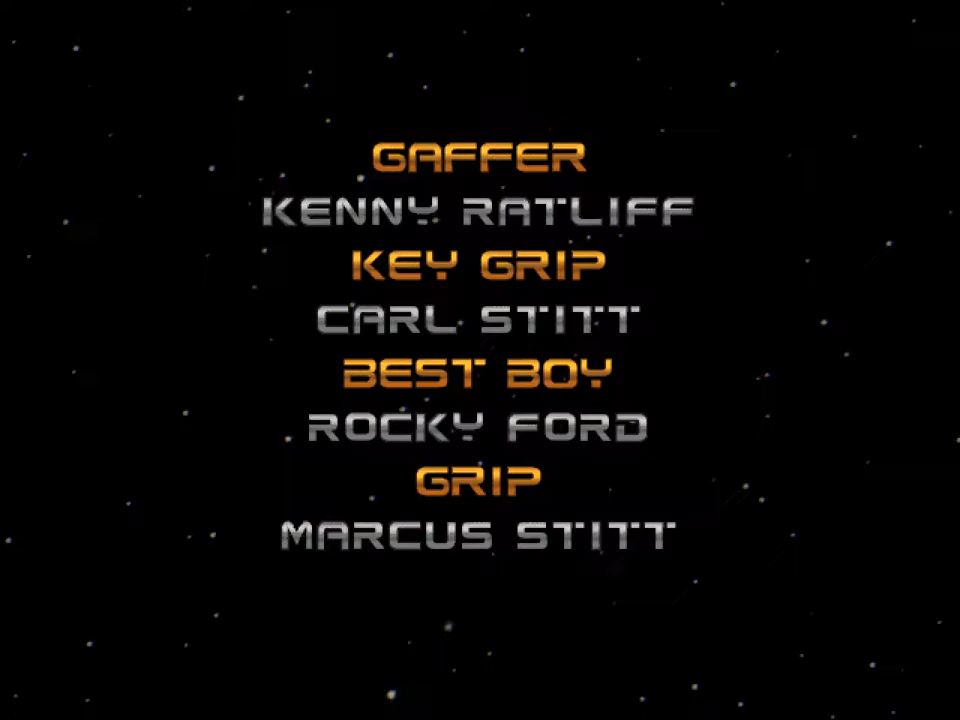 GAFFER
KENNY RATLIFF
KEY GRIP
CARL STITT
BEST BOY
ROCKY FORD
GRIP
MARCUS STITT